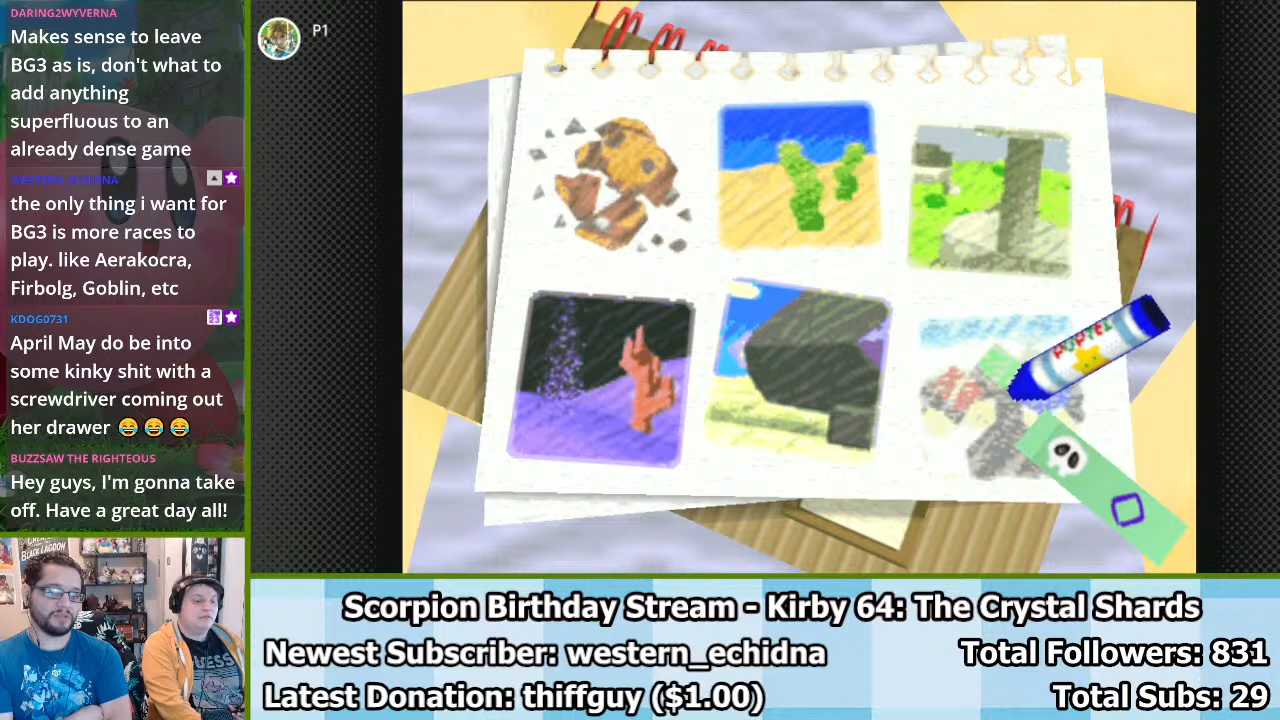 DARING2WYVERNA
Makes sense to leave
BG3 as is, don't what to
add anything
superfluous to an
already dense game
WESTERN_ECHIDNA
the only thing i want for
BG3 is more races to
play. like Aerakocra,
Firbolg, Goblin, etc
KDOG0731
April May do be into
some kinky shit with a
screwdriver coming out
her drawer 😂😂😂
BUZZSAW THE RIGHTEOUS
Hey guys, I'm gonna take
off. Have a great day all!
P1
POPTEL
BLACK LAGOON
Scorpion Birthday Stream - Kirby 64: The Crystal Shards
Newest Subscriber: western_echidna
Total Followers: 831
Latest Donation: thiffguy ($1.00)
Total Subs: 29